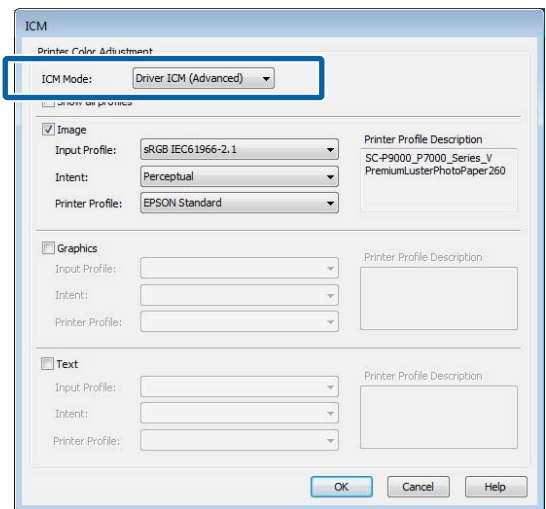 ICM
Printer Color Adjustment
ICM Mode: Driver ICM (Advanced)
Show all profiles
Image
Input Profile: sRGB IEC61966-2.1
Intent: Perceptual
Printer Profile: EPSON Standard
Printer Profile Description
SC-P9000_P7000_Series_V
PremiumLusterPhotoPaper260
Graphics
Input Profile:
Intent:
Printer Profile:
Printer Profile Description
Text
Input Profile:
Intent:
Printer Profile:
Printer Profile Description
OK Cancel Help